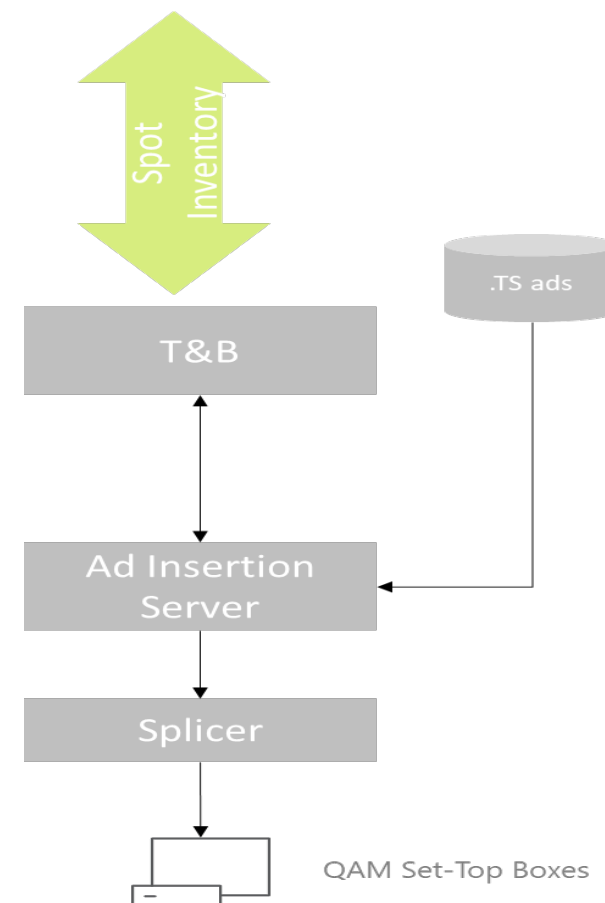 Spot
Inventory
.TS ads
T&B
Ad Insertion
Server
Splicer
QAM Set-Top Boxes